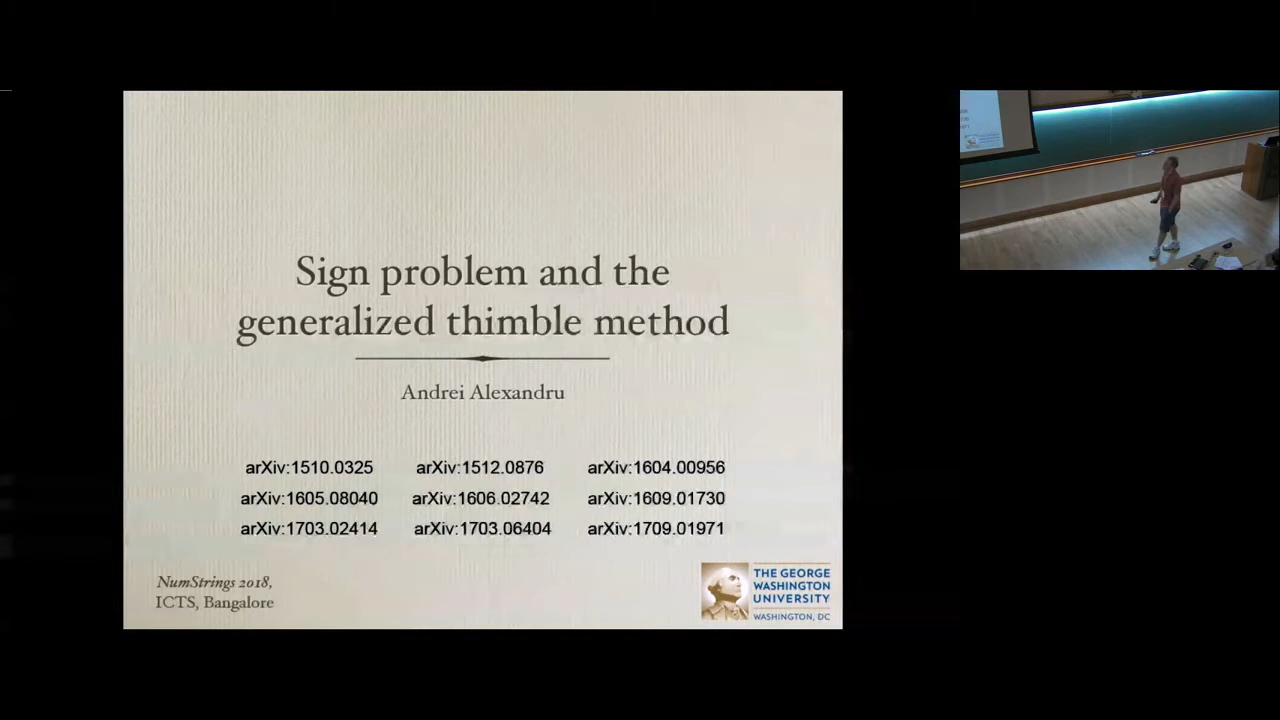 Sign problem and the
generalized thimble method
Andrei Alexandru
arXiv:1510.0325 arXiv:1512.0876 arXiv:1604.00956
arXiv:1605.08040 arXiv:1606.02742 arXiv:1609.01730
arXiv:1703.02414 arXiv:1703.06404 arXiv:1709.01971
NumStrings 2018,
ICTS, Bangalore
THE GEORGE
WASHINGTON
UNIVERSITY
WASHINGTON, DC